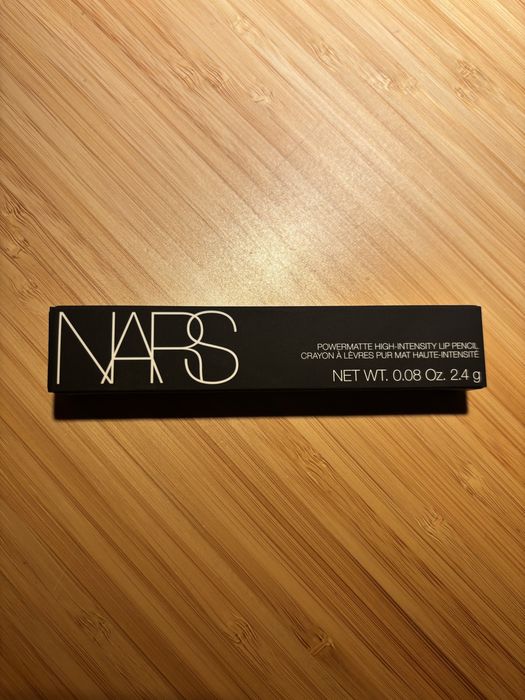 NARS
POWERMATTE HIGH-INTENSITY LIP PENCIL
CRAYON À LÈVRES PUR MAT HAUTE-INTENSITÉ
NET WT. 0.08 Oz. 2.4 g